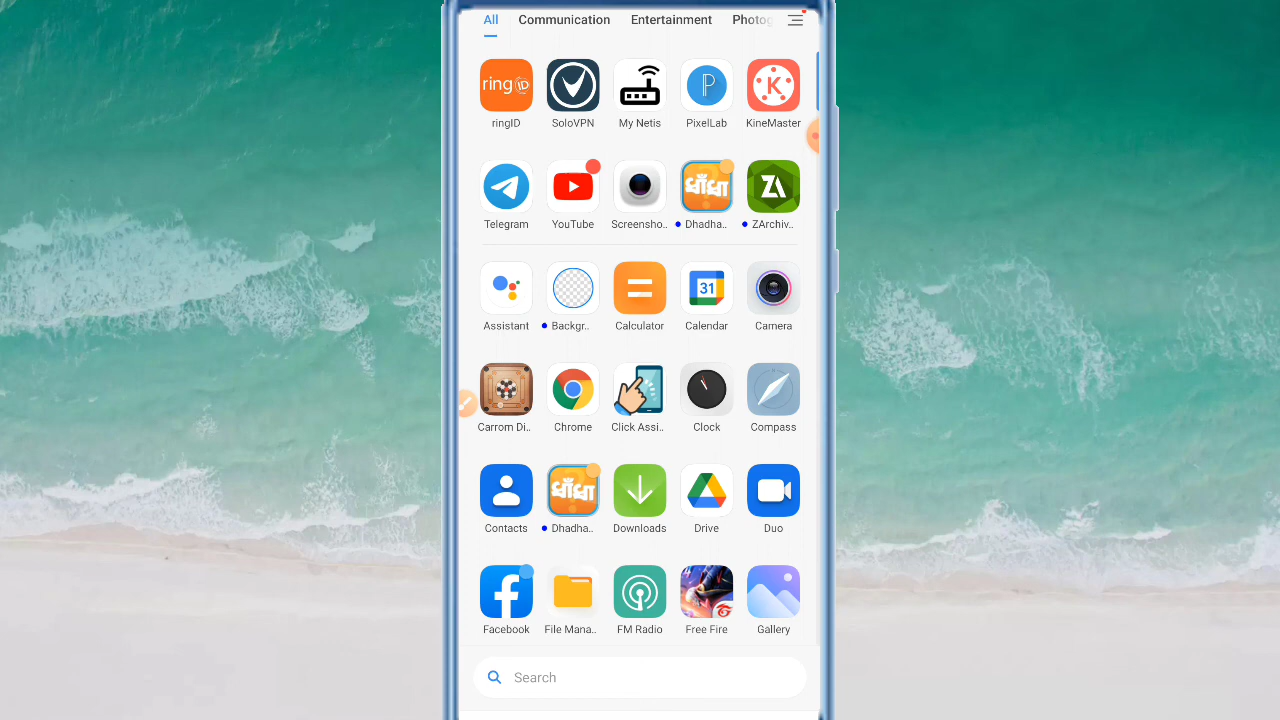 All Communication Entertainment Photog
ring iD
ringID SoloVPN My Netis PixelLab KineMaster
ধাঁধা ZA
Telegram YouTube Screensho.. Dhadha.. ZArchiv..
31
Assistant Backgr.. Calculator Calendar Camera
Carrom Di.. Chrome Click Assi.. Clock Compass
ধাঁধা
Contacts Dhadha.. Downloads Drive Duo
Facebook File Mana.. FM Radio Free Fire Gallery
Search